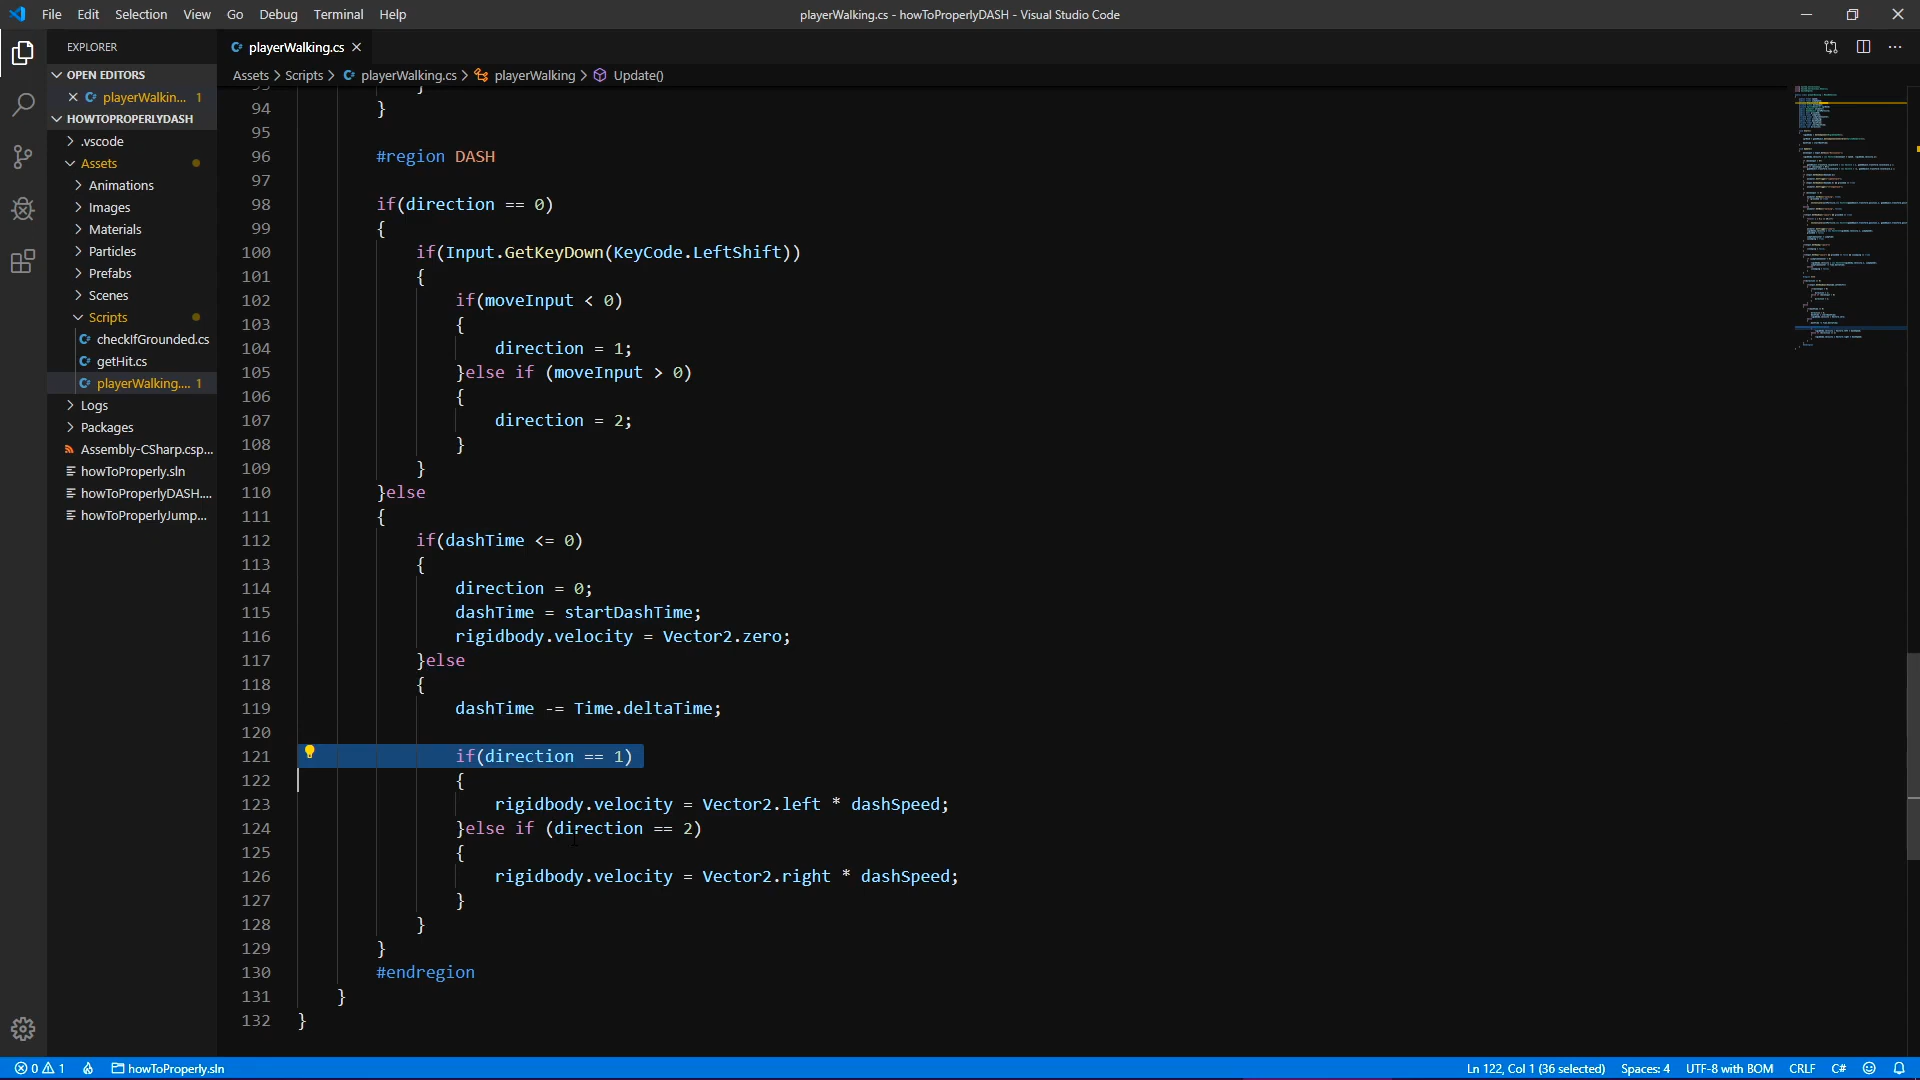 File Edit Selection View Go Debug Terminal Help
playerWalking.cs - howToProperlyDASH - Visual Studio Code
EXPLORER
OPEN EDITORS
playerWalkin... 1
HOWTOPROPERLYDASH
.vscode
Assets
Animations
Images
Materials
Particles
Prefabs
Scenes
Scripts
checkIfGrounded.cs
getHit.cs
playerWalking.... 1
Logs
Packages
Assembly-CSharp.csp...
howToProperly.sln
howToProperlyDASH....
howToProperlyJump...
playerWalking.cs
Assets > Scripts > playerWalking.cs > playerWalking > Update()
94 }
95
96 #region DASH
97
98 if(direction == 0)
99 {
100 if(Input.GetKeyDown(KeyCode.LeftShift))
101 {
102 if(moveInput < 0)
103 {
104 direction = 1;
105 }else if (moveInput > 0)
106 {
107 direction = 2;
108 }
109 }
110 }else
111 {
112 if(dashTime <= 0)
113 {
114 direction = 0;
115 dashTime = startDashTime;
116 rigidbody.velocity = Vector2.zero;
117 }else
118 {
119 dashTime -= Time.deltaTime;
120
121 if(direction == 1)
122 {
123 rigidbody.velocity = Vector2.left * dashSpeed;
124 }else if (direction == 2)
125 {
126 rigidbody.velocity = Vector2.right * dashSpeed;
127 }
128 }
129 }
130 #endregion
131 }
132 }
0 1 howToProperly.sln
Ln 122, Col 1 (36 selected) Spaces: 4 UTF-8 with BOM CRLF C#